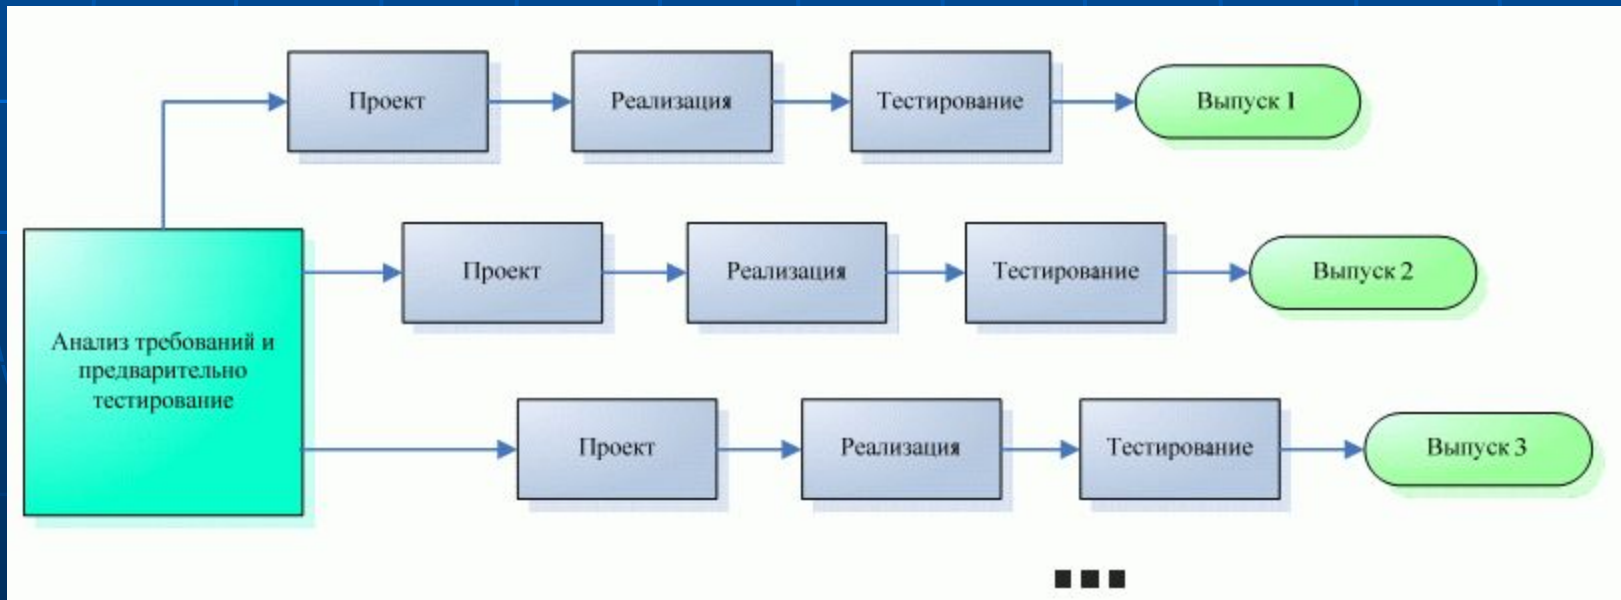 Проект
Реализация
Тестирование
Выпуск 1
Проект
Реализация
Тестирование
Выпуск 2
Анализ требований и
предварительно
тестирование
Проект
Реализация
Тестирование
Выпуск 3